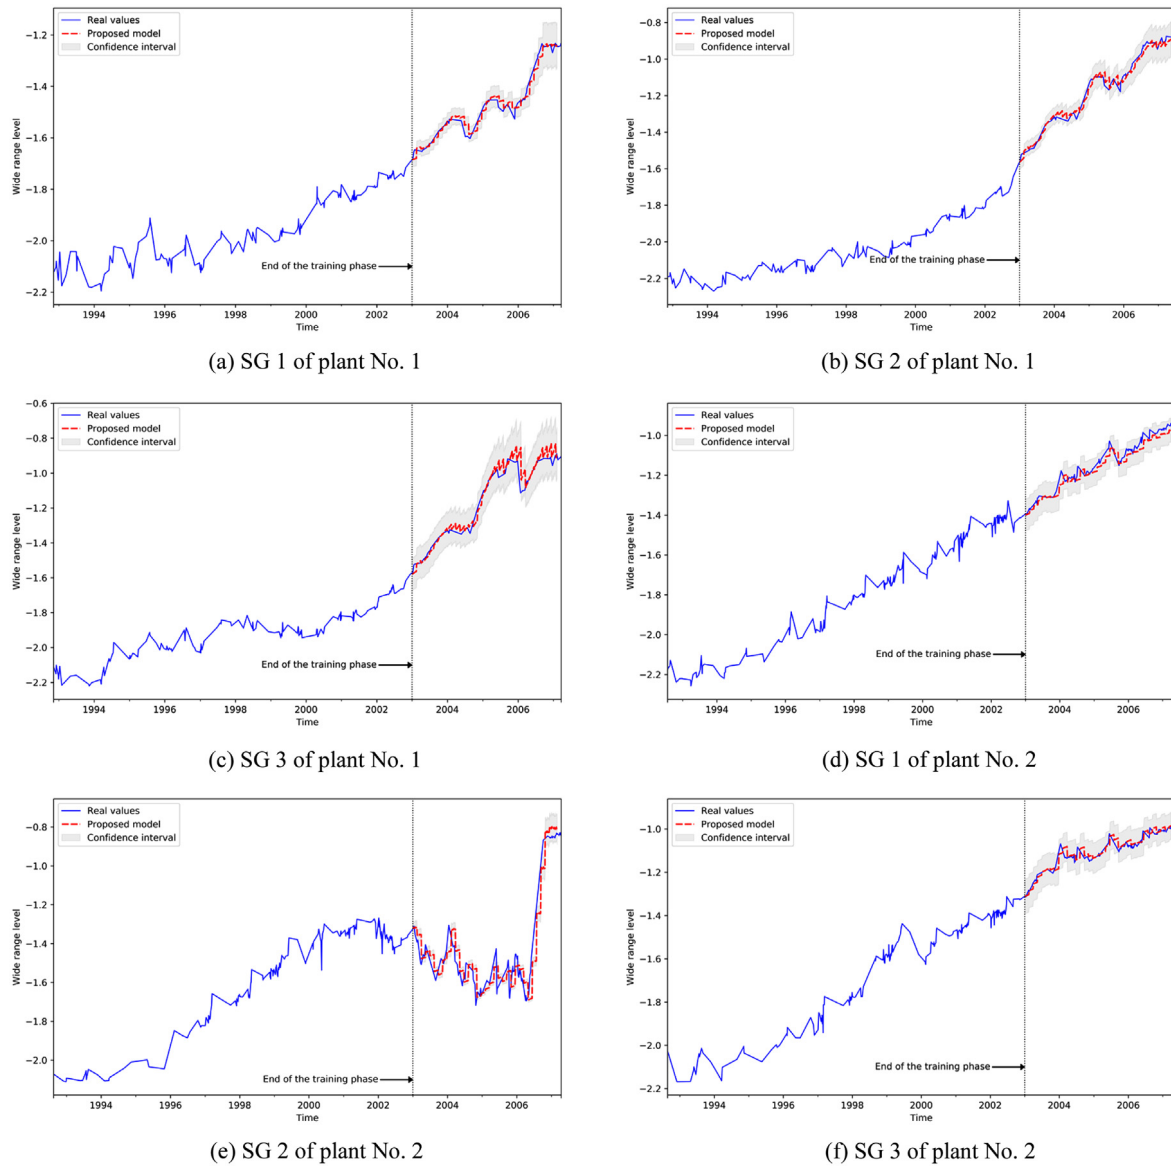 Real values
Proposed model
Confidence interval
−1.2
−1.4
−1.6
−1.8
−2.0
−2.2
Wide range level
End of the training phase
1994 1996 1998 2000 2002 2004 2006
Time
(a) SG 1 of plant No. 1
Real values
Proposed model
Confidence interval
−0.8
−1.0
−1.2
−1.4
−1.6
−1.8
−2.0
−2.2
Wide range level
End of the training phase
1994 1996 1998 2000 2002 2004 2006
Time
(b) SG 2 of plant No. 1
Real values
Proposed model
Confidence interval
−0.6
−0.8
−1.0
−1.2
−1.4
−1.6
−1.8
−2.0
−2.2
Wide range level
End of the training phase
1994 1996 1998 2000 2002 2004 2006
Time
(c) SG 3 of plant No. 1
Real values
Proposed model
Confidence interval
−1.0
−1.2
−1.4
−1.6
−1.8
−2.0
−2.2
Wide range level
End of the training phase
1994 1996 1998 2000 2002 2004 2006
Time
(d) SG 1 of plant No. 2
Real values
Proposed model
Confidence interval
−0.8
−1.0
−1.2
−1.4
−1.6
−1.8
−2.0
Wide range level
End of the training phase
1994 1996 1998 2000 2002 2004 2006
Time
(e) SG 2 of plant No. 2
Real values
Proposed model
Confidence interval
−1.0
−1.2
−1.4
−1.6
−1.8
−2.0
−2.2
Wide range level
End of the training phase
1994 1996 1998 2000 2002 2004 2006
Time
(f) SG 3 of plant No. 2